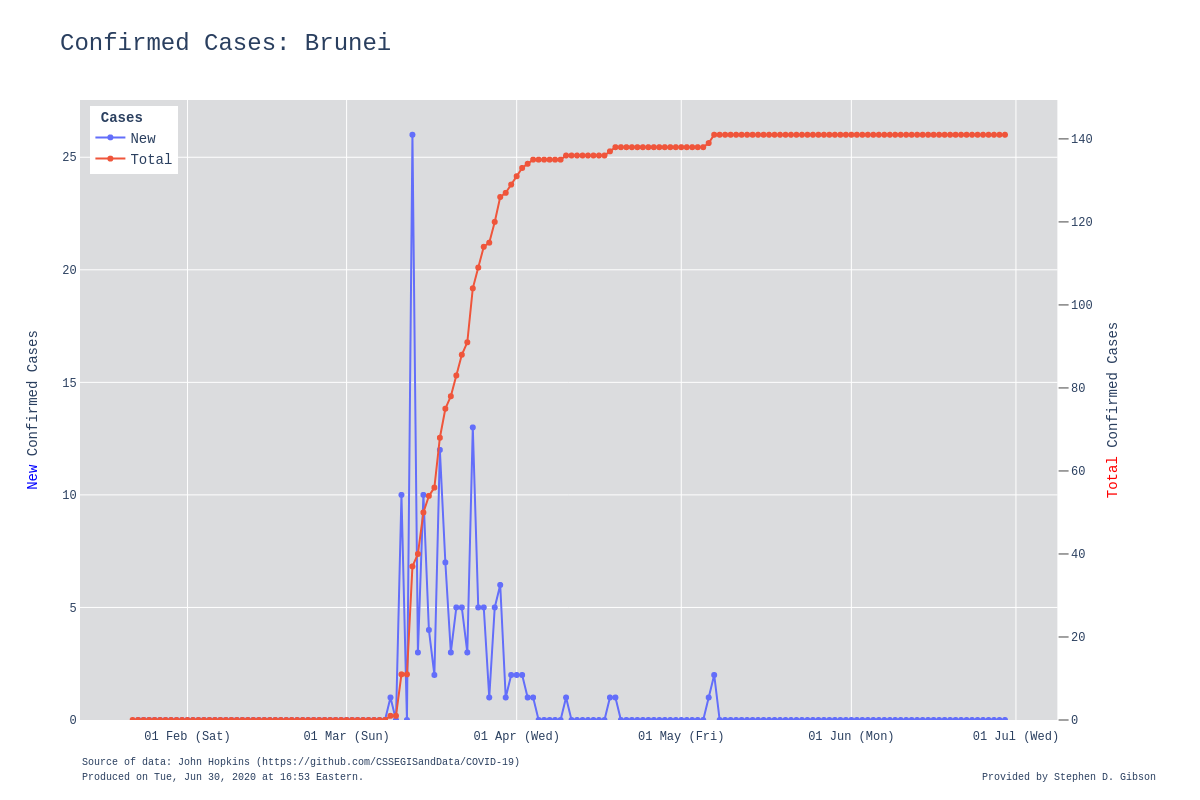 Confirmed Cases: Brunei
Cases
New
Total
25
20
15
10
5
0
New Confirmed Cases
140
120
100
80
60
40
20
0
Total Confirmed Cases
01 Feb (Sat) 01 Mar (Sun) 01 Apr (Wed) 01 May (Fri) 01 Jun (Mon) 01 Jul (Wed)
Source of data: John Hopkins (https://github.com/CSSEGISandData/COVID-19)
Produced on Tue, Jun 30, 2020 at 16:53 Eastern.
Provided by Stephen D. Gibson